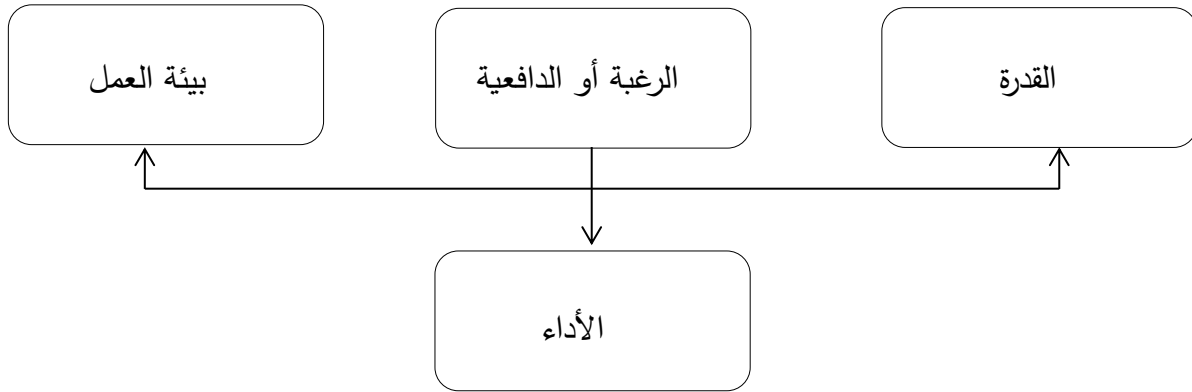 القدرة
الرغبة أو الدافعية
بيئة العمل
الأداء